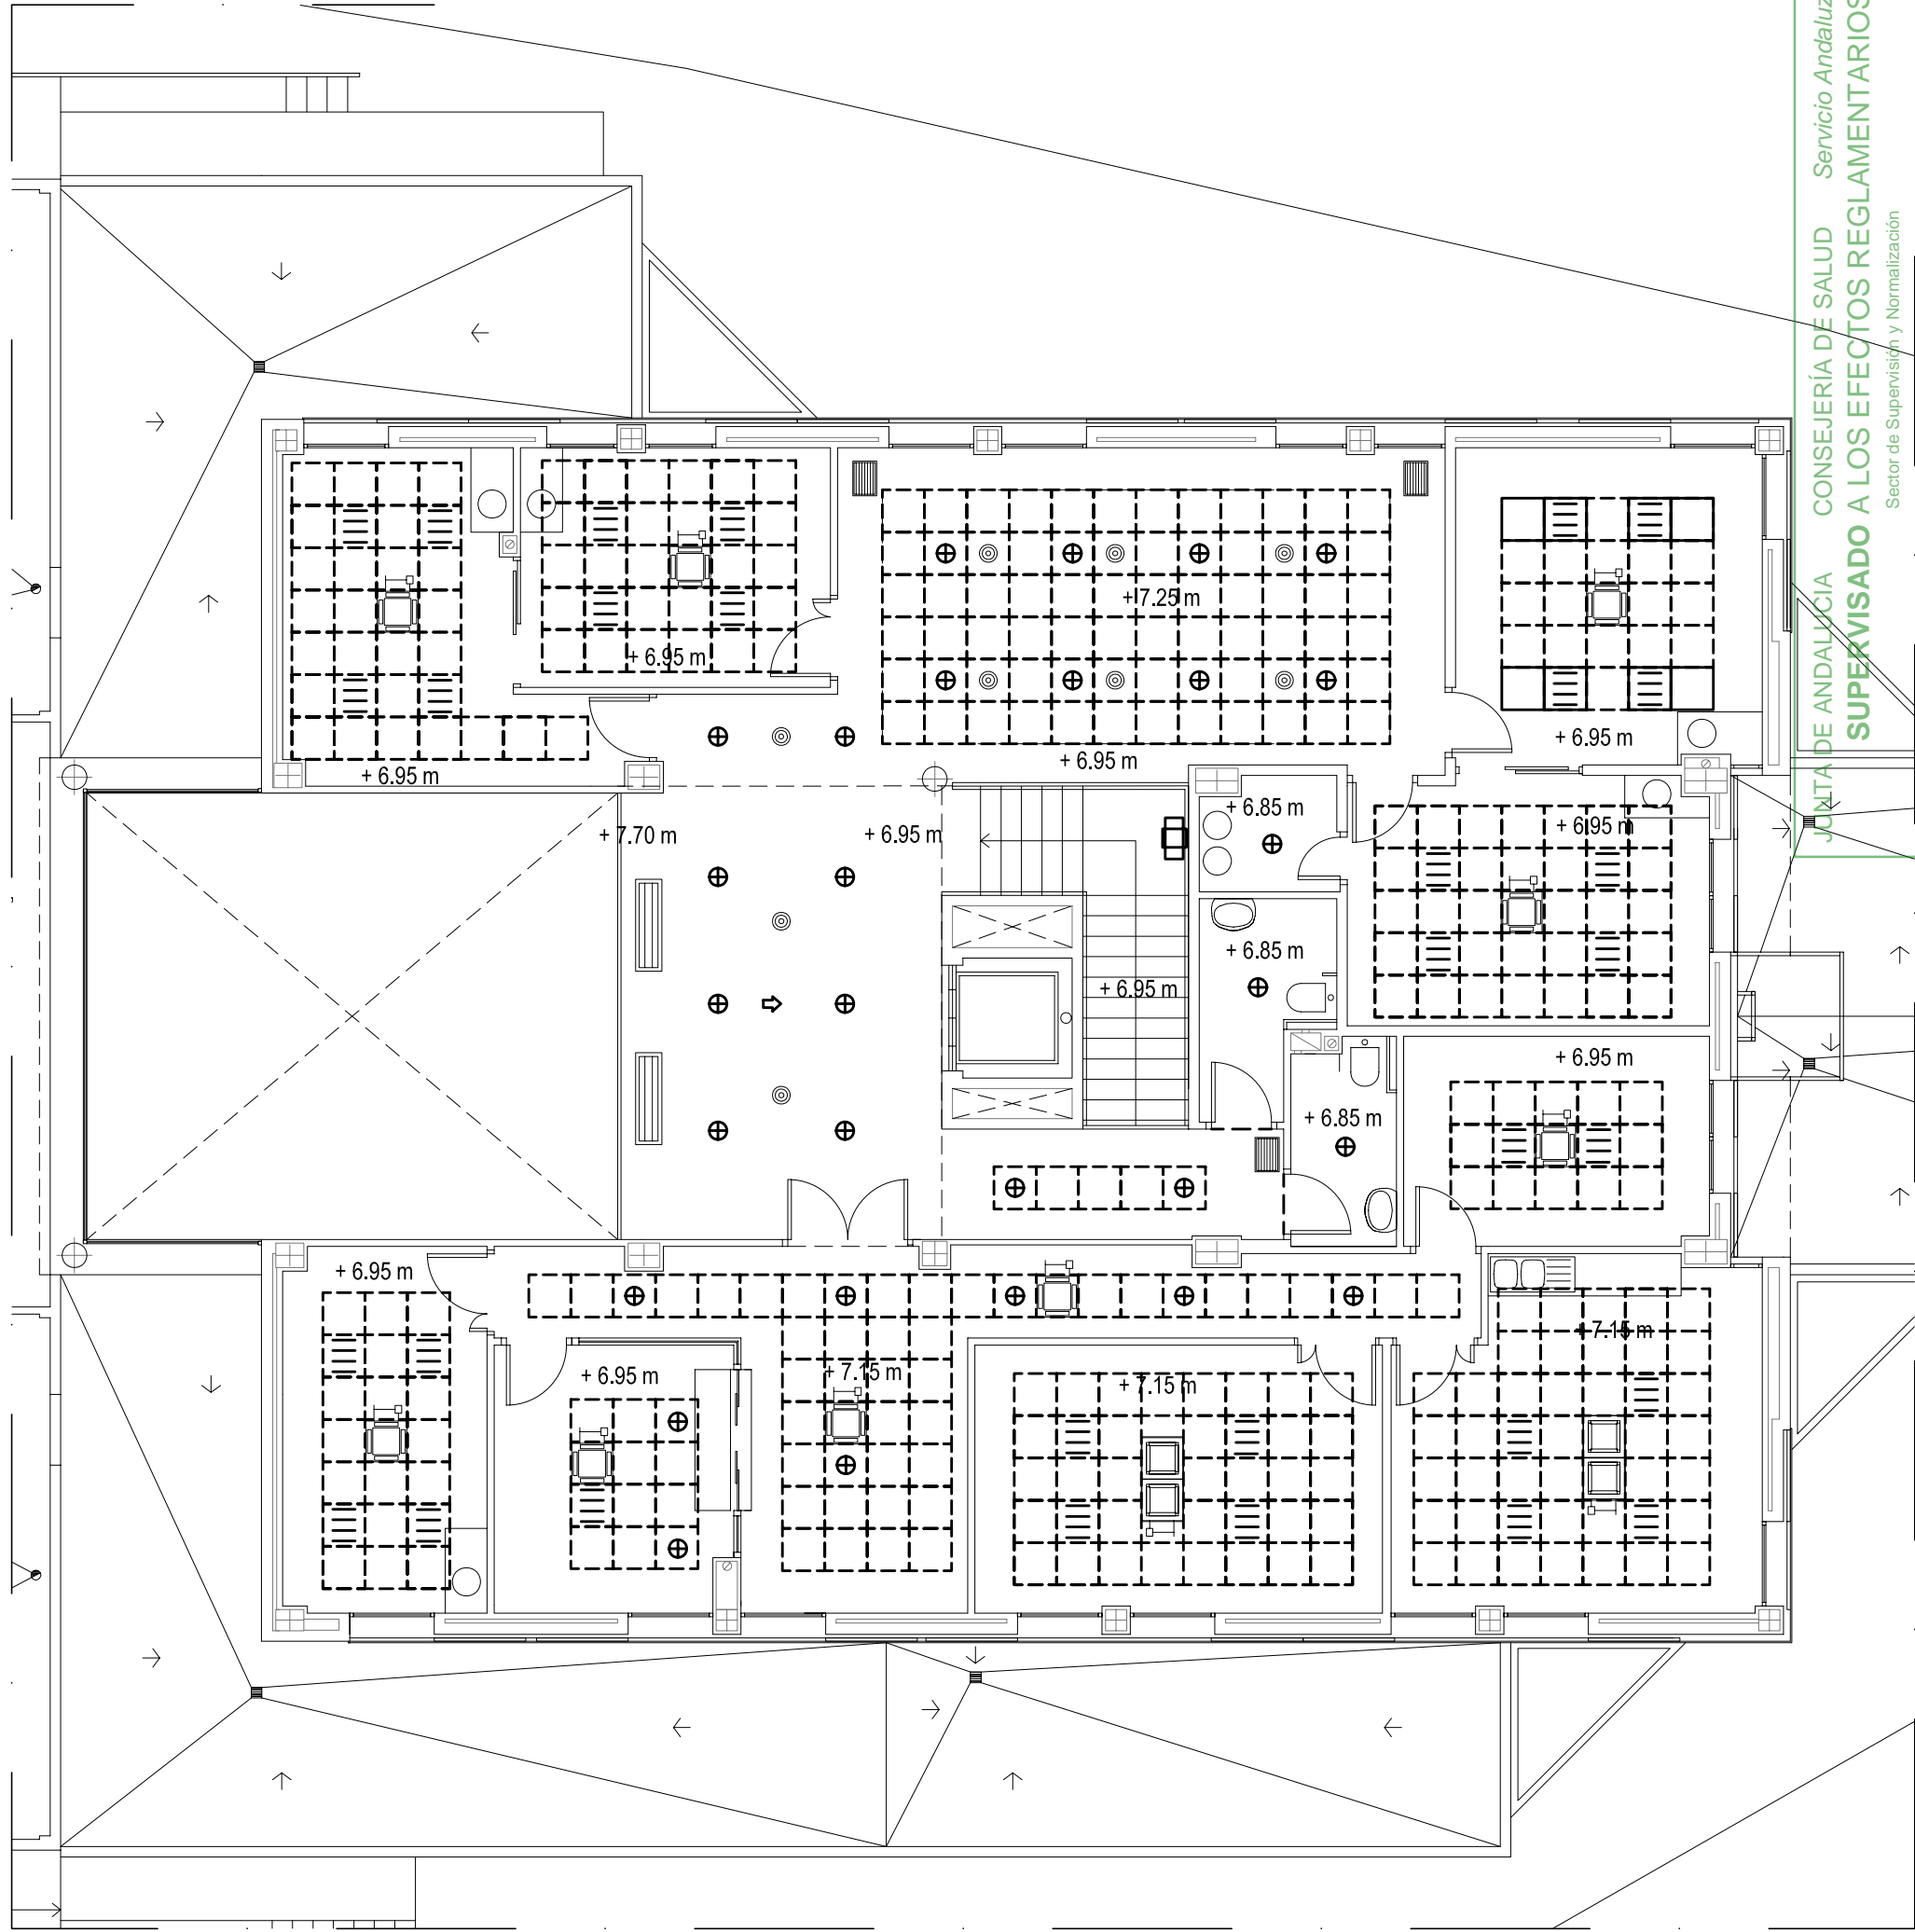 JUNTA DE ANDALUCIA CONSEJERÍA DE SALUD Servicio Andaluz
SUPERVISADO A LOS EFECTOS REGLAMENTARIOS
Sector de Supervisión y Normalización
+ 7.25 m
+ 6.95 m
+ 6.95 m
+ 6.95 m
+ 6.95 m
+ 6.85 m
+ 7.70 m
+ 6.95 m
+ 6.95 m
+ 6.85 m
+ 6.95 m
+ 6.95 m
+ 6.85 m
+ 6.95 m
+ 7.15 m
+ 6.95 m
+ 7.15 m
+ 7.15 m